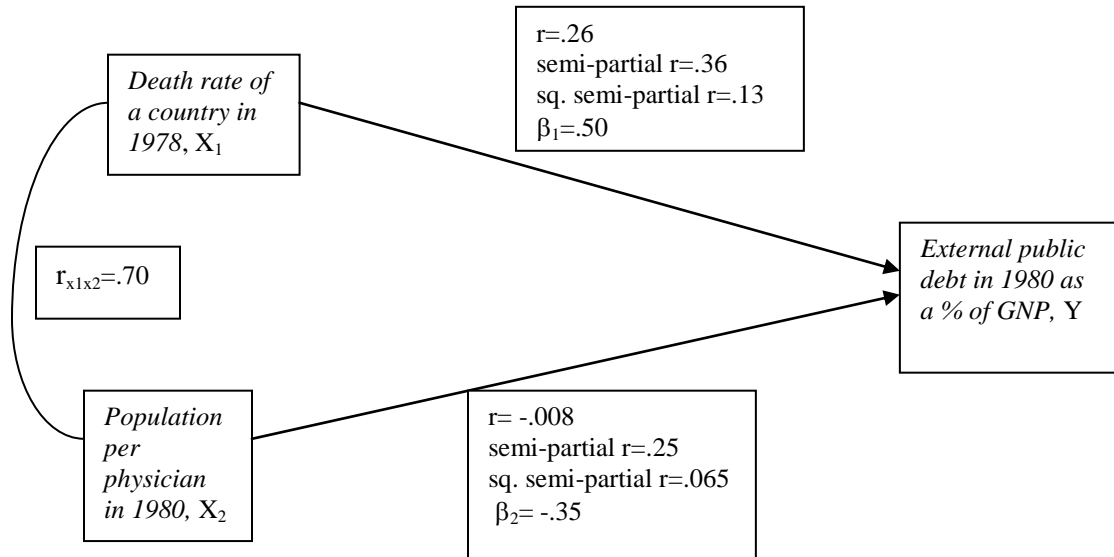 r=.26
semi-partial r=.36
sq. semi-partial r=.13
β₁=.50
Death rate of
a country in
1978, X₁
External public
debt in 1980 as
a % of GNP, Y
rₓ₁ₓ₂=.70
Population
per
physician
in 1980, X₂
r= -.008
semi-partial r=.25
sq. semi-partial r=.065
β₂= -.35